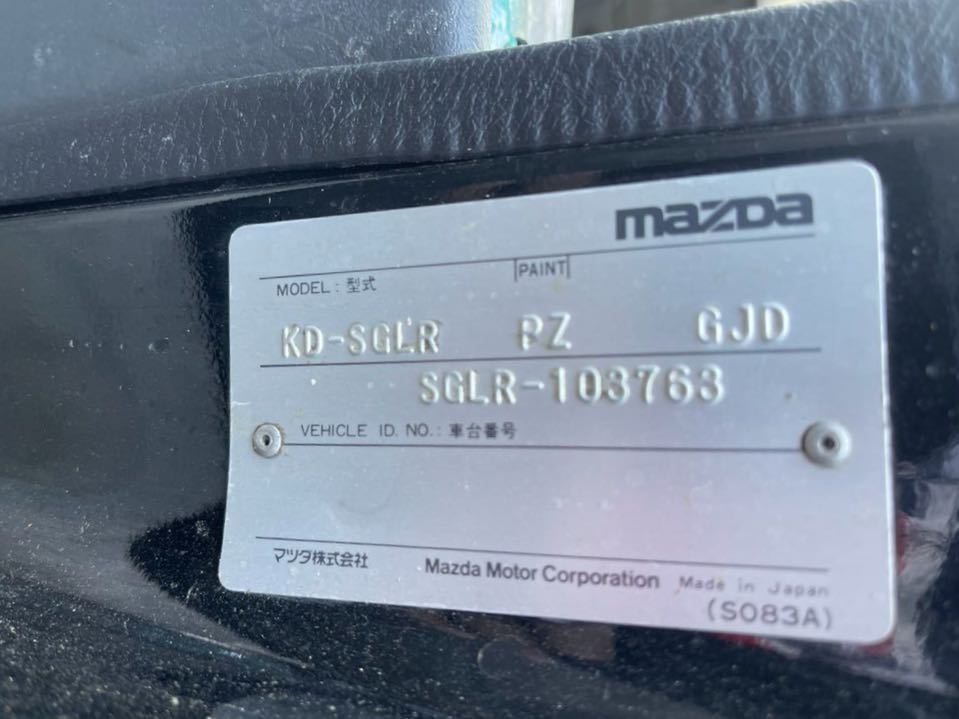 mazda
MODEL : 型式 PAINT
KD-SGLR PZ GJD
SGLR-103763
VEHICLE ID. NO. : 車台番号
マツダ株式会社 Mazda Motor Corporation Made in Japan
(S083A)